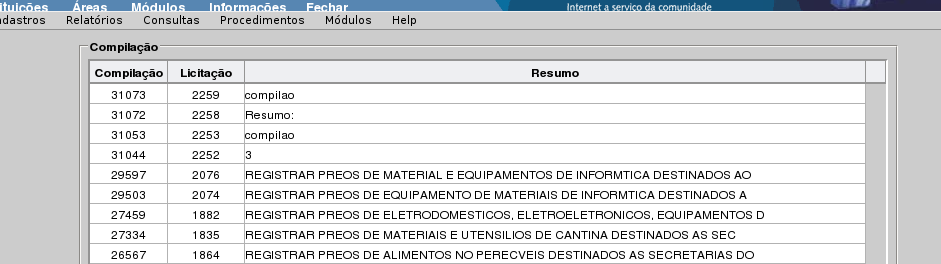 ituições Áreas Módulos Informações Fechar Internet a serviço da comunidade
dastros Relatórios Consultas Procedimentos Módulos Help
Compilação
Compilação Licitação Resumo
31073 2259 compilao
31072 2258 Resumo:
31053 2253 compilao
31044 2252 3
29597 2076 REGISTRAR PREOS DE MATERIAL E EQUIPAMENTOS DE INFORMTICA DESTINADOS AO
29503 2074 REGISTRAR PREOS DE EQUIPAMENTO DE MATERIAIS DE INFORMTICA DESTINADOS A
27459 1882 REGISTRAR PREOS DE ELETRODOMESTICOS, ELETROELETRONICOS, EQUIPAMENTOS D
27334 1835 REGISTRAR PREOS DE MATERIAIS E UTENSILIOS DE CANTINA DESTINADOS AS SEC
26567 1864 REGISTRAR PREOS DE ALIMENTOS NO PERECVEIS DESTINADOS AS SECRETARIAS DO